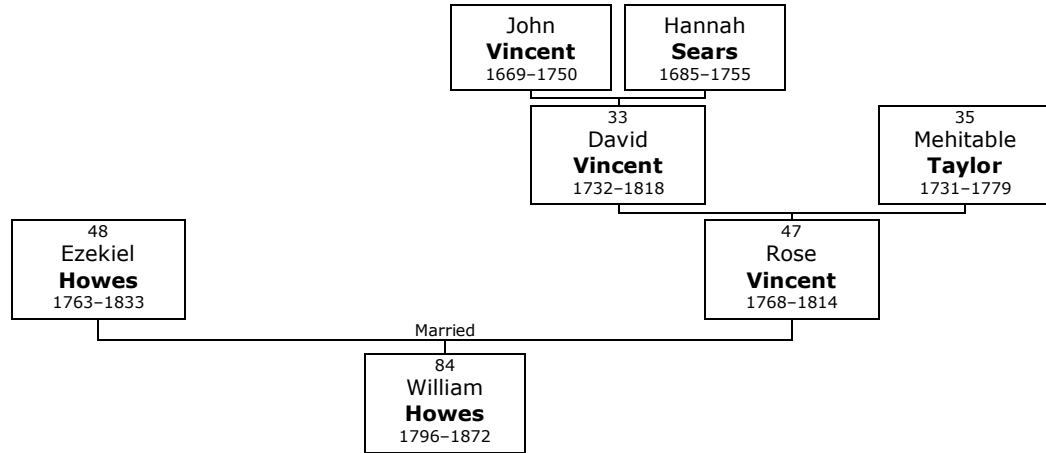 John
Vincent
1669–1750
Hannah
Sears
1685–1755
33
David
Vincent
1732–1818
35
Mehitable
Taylor
1731–1779
48
Ezekiel
Howes
1763–1833
47
Rose
Vincent
1768–1814
Married
84
William
Howes
1796–1872